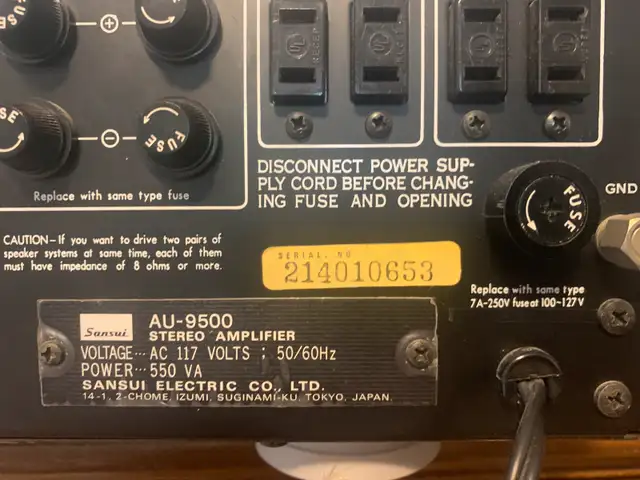 FUSE
FUSE
Replace with same type fuse
DISCONNECT POWER SUP-
PLY CORD BEFORE CHANG-
ING FUSE AND OPENING
CAUTION-If you want to drive two pairs of
speaker systems at same time, each of them
must have impedance of 8 ohms or more.
SERIAL NO
214010653
FUSE
GND
Replace with same type
7A-250V fuse at 100~127V
Sansui
AU-9500
STEREO AMPLIFIER
VOLTAGE··· AC 117 VOLTS ; 50/60Hz
POWER··· 550 VA
SANSUI ELECTRIC CO., LTD.
14-1, 2-CHOME, IZUMI, SUGINAMI-KU, TOKYO, JAPAN.